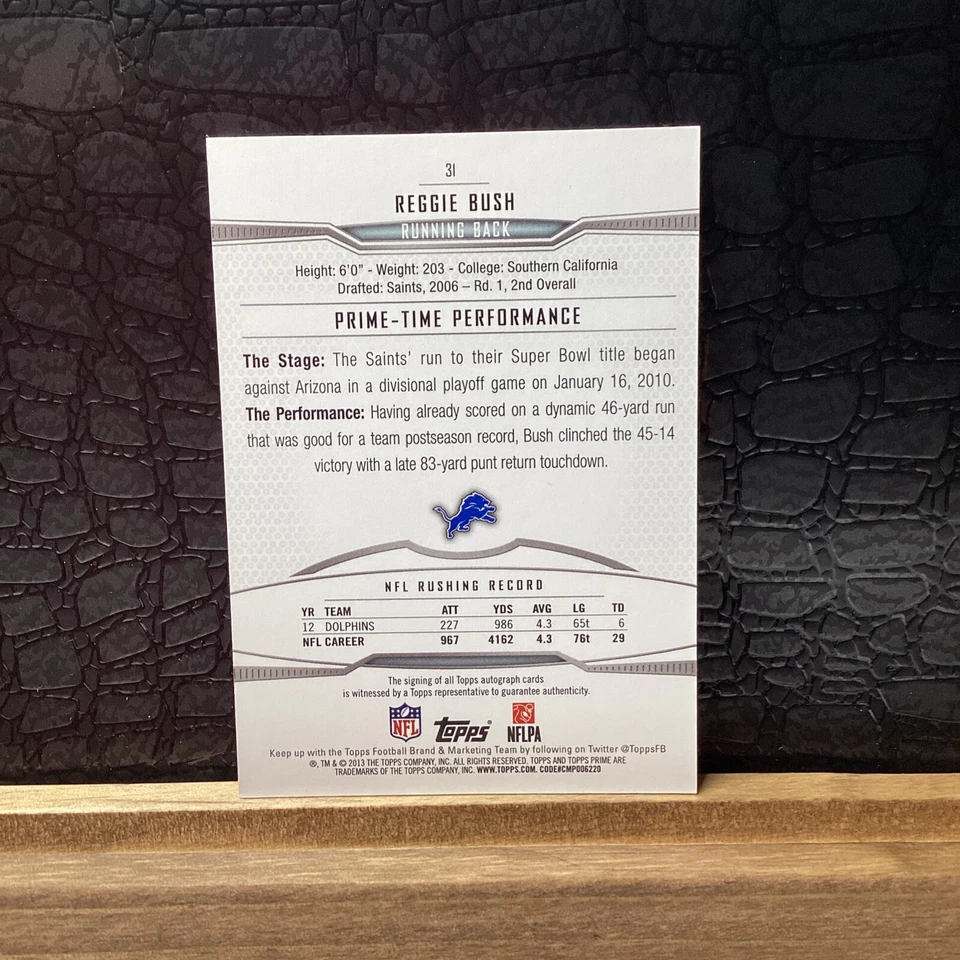 31
REGGIE BUSH
RUNNING BACK
Height: 6'0" - Weight: 203 - College: Southern California
Drafted: Saints, 2006 – Rd. 1, 2nd Overall
PRIME-TIME PERFORMANCE
The Stage: The Saints' run to their Super Bowl title began
against Arizona in a divisional playoff game on January 16, 2010.
The Performance: Having already scored on a dynamic 46-yard run
that was good for a team postseason record, Bush clinched the 45-14
victory with a late 83-yard punt return touchdown.
NFL RUSHING RECORD
YR TEAM ATT YDS AVG LG TD
12 DOLPHINS 227 986 4.3 65t 6
NFL CAREER 967 4162 4.3 76t 29
The signing of all Topps autograph cards
is witnessed by a Topps representative to guarantee authenticity.
NFL Topps® NFLPA
Keep up with the Topps Football Brand & Marketing Team by following on Twitter @ToppsFB
®, TM & © 2013 THE TOPPS COMPANY, INC. ALL RIGHTS RESERVED. TOPPS AND TOPPS PRIME ARE
TRADEMARKS OF THE TOPPS COMPANY, INC. WWW.TOPPS.COM. CODE#CMP006220